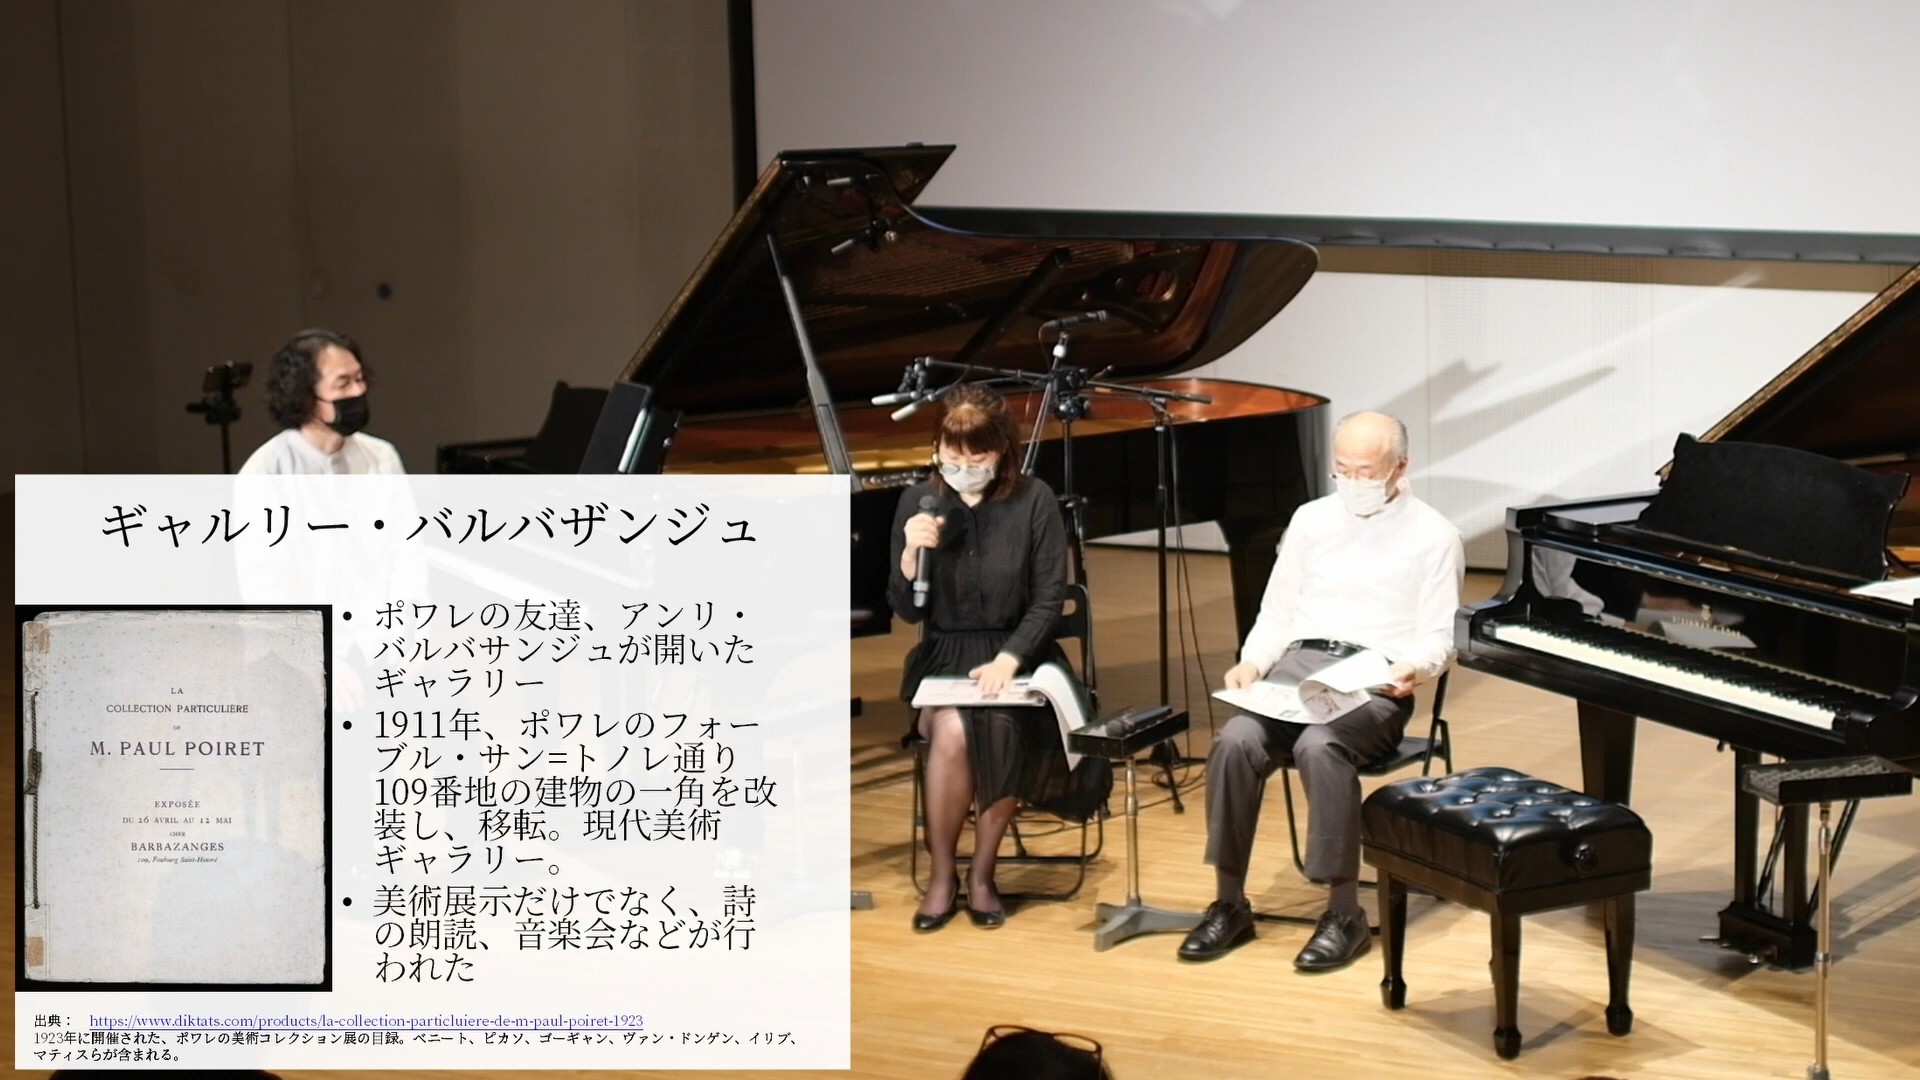 ギャルリー・バルバザンジュ
LA
COLLECTION PARTICULIÈRE
DE
M. PAUL POIRET
EXPOSÉE
DU 26 AVRIL AU 12 MAI
CHEZ
BARBAZANGES
109, Faubourg Saint-Honoré
• ポワレの友達、アンリ・
バルバサンジュが開いた
ギャラリー
• 1911年、ポワレのフォー
ブル・サン=トノレ通り
109番地の建物の一角を改
装し、移転。現代美術
ギャラリー。
• 美術展示だけでなく、詩
の朗読、音楽会などが行
われた
出典： https://www.diktats.com/products/la-collection-particluiere-de-m-paul-poiret-1923
1923年に開催された、ポワレの美術コレクション展の目録。ベニート、ピカソ、ゴーギャン、ヴァン・ドンゲン、イリブ、
マティスらが含まれる。